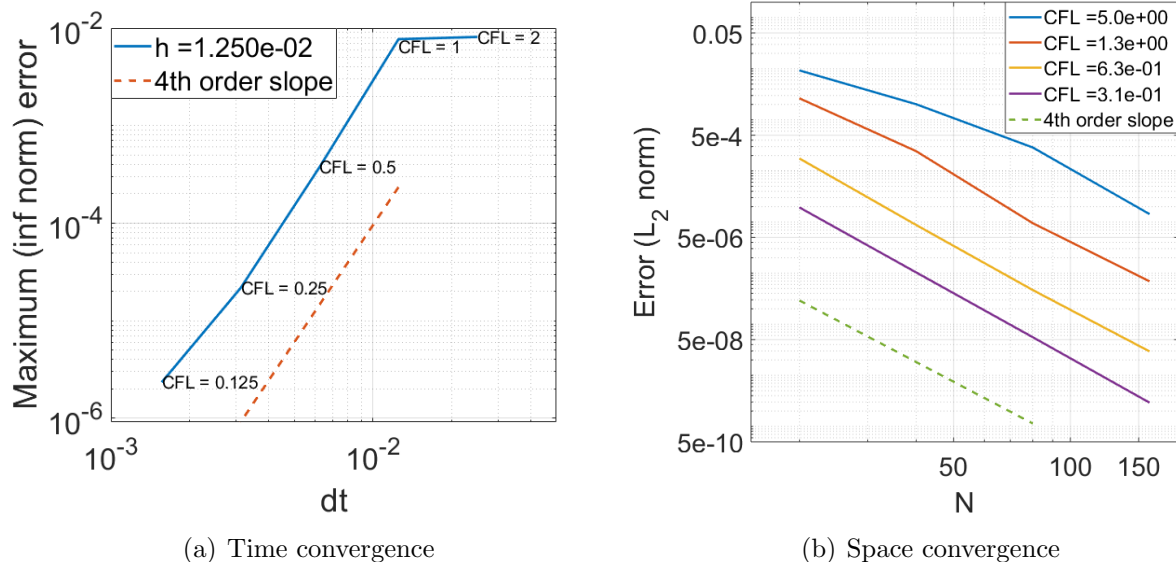 10^-2
10^-4
10^-6
10^-3
10^-2
Maximum (inf norm) error
dt
h =1.250e-02
4th order slope
CFL = 1
CFL = 2
CFL = 0.5
CFL = 0.25
CFL = 0.125
(a) Time convergence
0.05
5e-4
5e-06
5e-08
5e-10
50
100
150
Error (L_2 norm)
N
CFL =5.0e+00
CFL =1.3e+00
CFL =6.3e-01
CFL =3.1e-01
4th order slope
(b) Space convergence